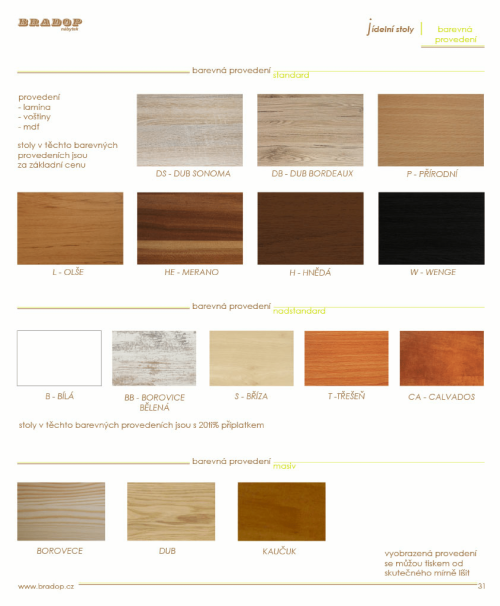 BRADOP
nábytek
jídelní stoly
barevná
provedení
barevná provedení standard
provedení
- lamina
- voštiny
- mdf
stoly v těchto barevných
provedeních jsou
za základní cenu
DS - DUB SONOMA
DB - DUB BORDEAUX
P - PŘÍRODNÍ
L - OLŠE
HE - MERANO
H - HNĚDÁ
W - WENGE
barevná provedení nadstandard
B - BÍLÁ
BB - BOROVICE
BĚLENÁ
S - BŘÍZA
T -TŘEŠEŇ
CA - CALVADOS
stoly v těchto barevných provedeních jsou s 20% příplatkem
barevná provedení masiv
BOROVECE
DUB
KAUČUK
vyobrazená provedení
se můžou tiskem od
skutečného mírně lišit
www.bradop.cz
31